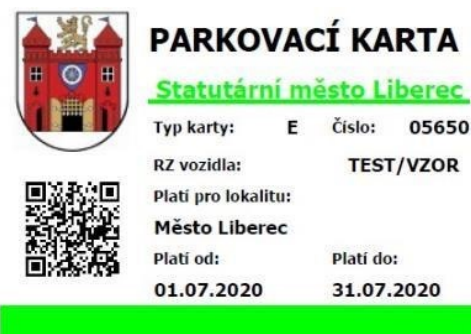 PARKOVACÍ KARTA
Statutární město Liberec
Typ karty: E Číslo: 05650
RZ vozidla: TEST/VZOR
Platí pro lokalitu:
Město Liberec
Platí od: Platí do:
01.07.2020 31.07.2020